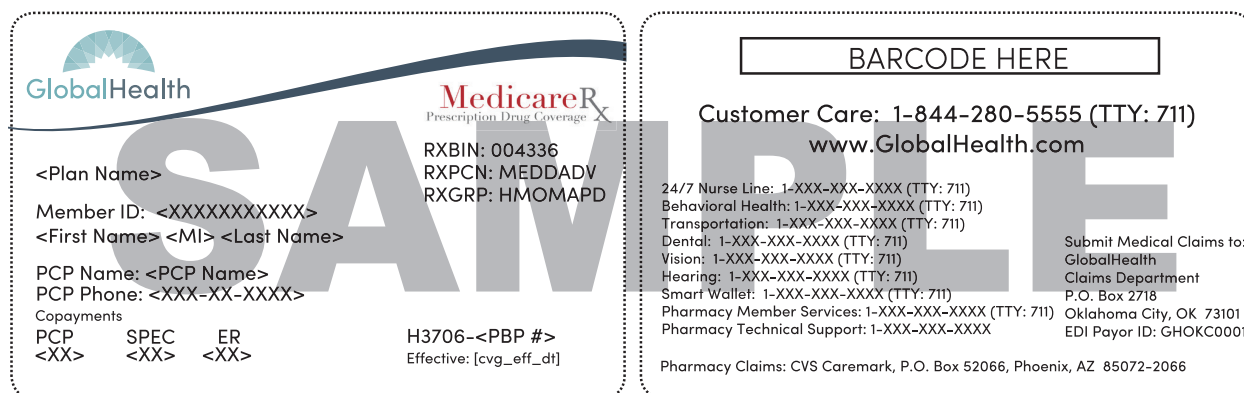 GlobalHealth
MedicareRx
Prescription Drug Coverage
RXBIN: 004336
RXPCN: MEDDADV
RXGRP: HMOMAPD
<Plan Name>
Member ID: <XXXXXXXXXXX>
<First Name> <MI> <Last Name>
PCP Name: <PCP Name>
PCP Phone: <XXX-XX-XXXX>
Copayments
PCP SPEC ER
<XX> <XX> <XX>
H3706-<PBP #>
Effective: [cvg_eff_dt]
SAMPLE
BARCODE HERE
Customer Care: 1-844-280-5555 (TTY: 711)
www.GlobalHealth.com
24/7 Nurse Line: 1-XXX-XXX-XXXX (TTY: 711)
Behavioral Health: 1-XXX-XXX-XXXX (TTY: 711)
Transportation: 1-XXX-XXX-XXXX (TTY: 711)
Dental: 1-XXX-XXX-XXXX (TTY: 711)
Vision: 1-XXX-XXX-XXXX (TTY: 711)
Hearing: 1-XXX-XXX-XXXX (TTY: 711)
Smart Wallet: 1-XXX-XXX-XXXX (TTY: 711)
Pharmacy Member Services: 1-XXX-XXX-XXXX (TTY: 711)
Pharmacy Technical Support: 1-XXX-XXX-XXXX
Submit Medical Claims to:
GlobalHealth
Claims Department
P.O. Box 2718
Oklahoma City, OK 73101
EDI Payor ID: GHOKC0001
Pharmacy Claims: CVS Caremark, P.O. Box 52066, Phoenix, AZ 85072-2066